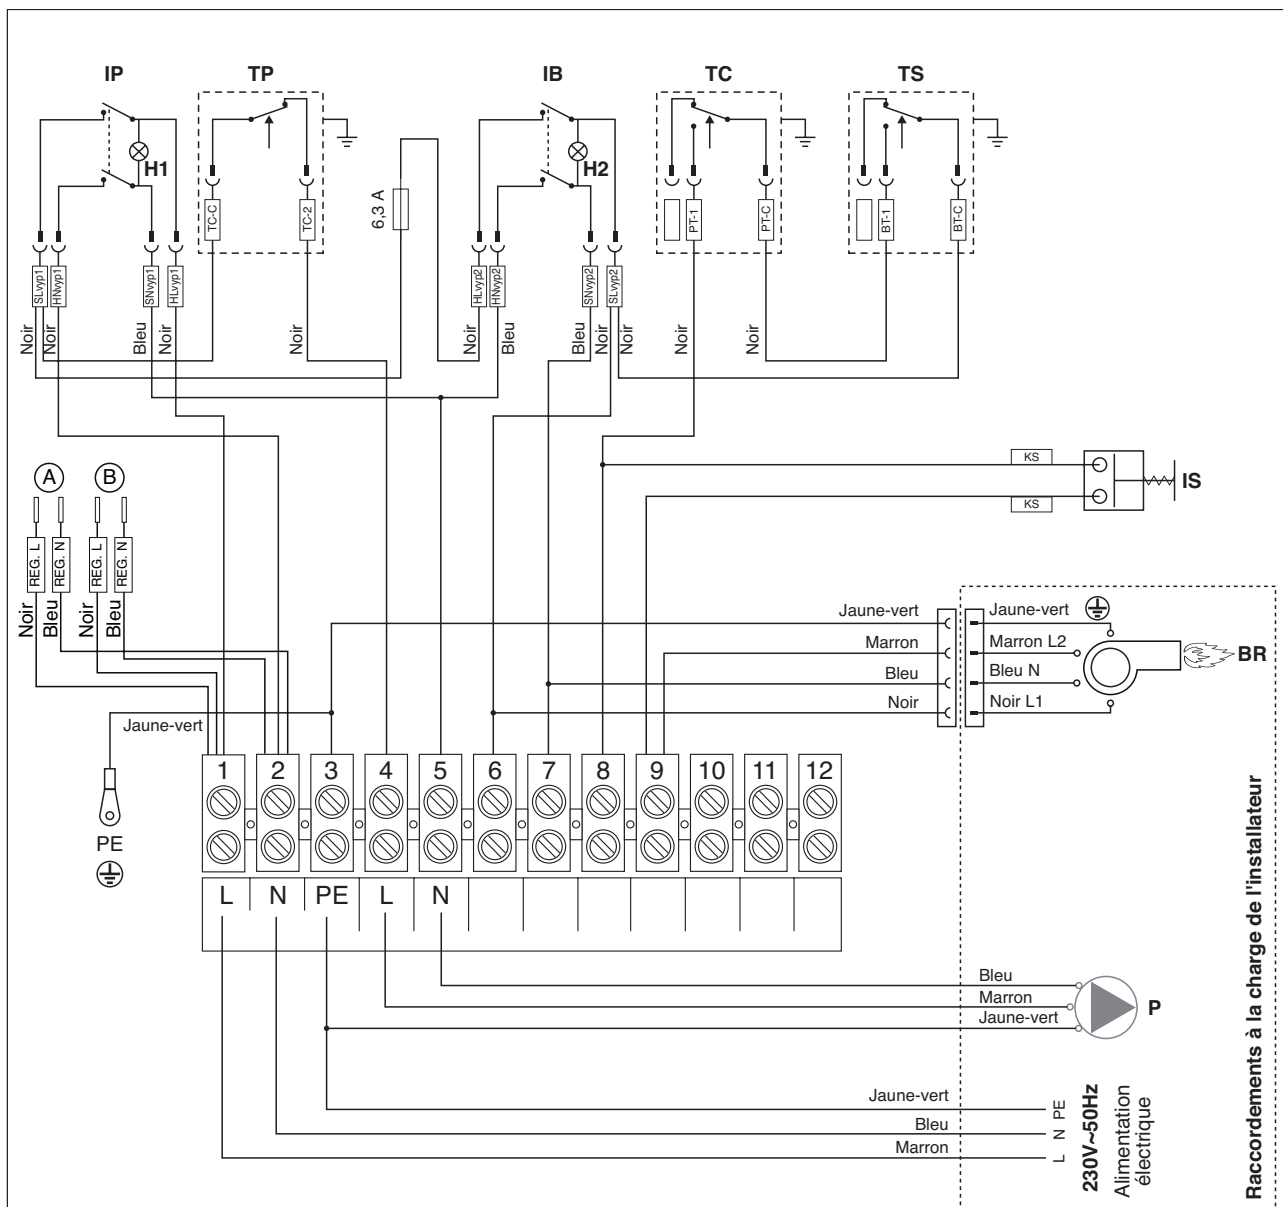 IP TP IB TC TS
H1 H2
6,3 A
TC-C TC-2 PT-1 PT-C BT-1 BT-C
SLvyp1 HNvyp1 SNvyp1 HLvyp1 HLvyp2 HNvyp2 SNvyp2 SLvyp2
Noir Noir Bleu Noir Noir Noir Bleu Bleu Noir Noir Noir Noir
KS
IS
KS
A B
REG. L REG. N REG. L REG. N
Noir Bleu Noir Bleu
Jaune-vert Jaune-vert
Marron Marron L2
BR
Bleu Bleu N
Noir Noir L1
Jaune-vert
PE
1 2 3 4 5 6 7 8 9 10 11 12
L N PE L N
Bleu
Marron
P
Jaune-vert
Jaune-vert PE
Bleu N
Marron L
230V~50Hz
Alimentation
électrique
Raccordements à la charge de l'installateur